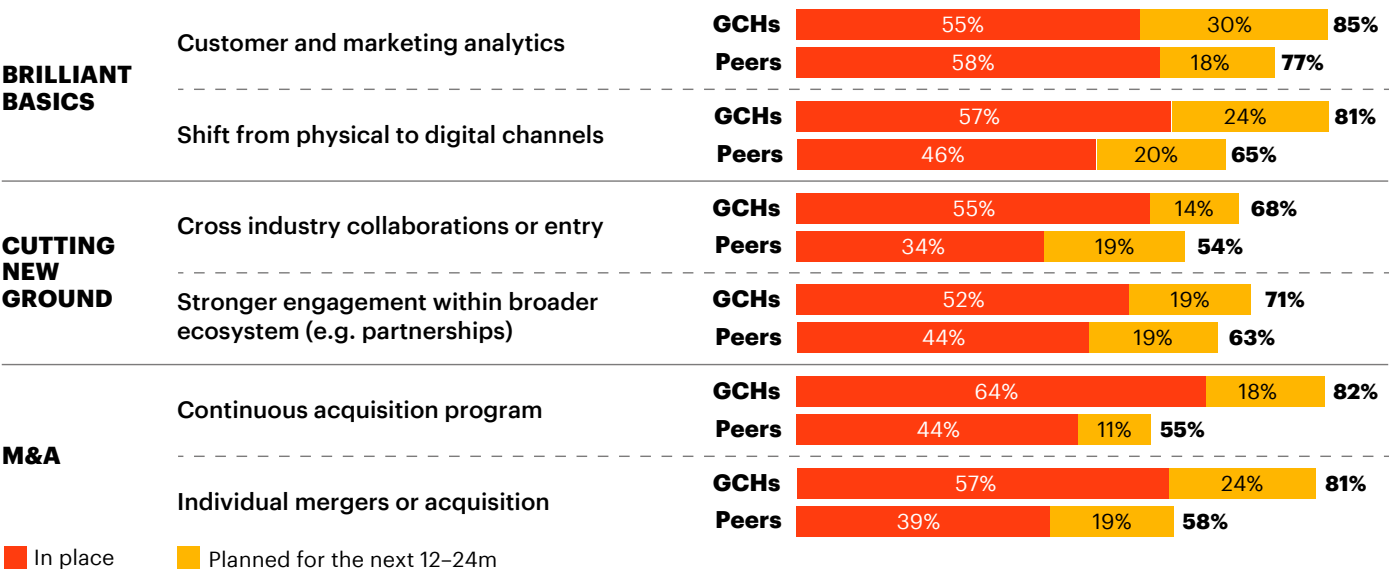 BRILLIANT
BASICS
Customer and marketing analytics
GCHs 55% 30% 85%
Peers 58% 18% 77%
Shift from physical to digital channels
GCHs 57% 24% 81%
Peers 46% 20% 65%
CUTTING
NEW
GROUND
Cross industry collaborations or entry
GCHs 55% 14% 68%
Peers 34% 19% 54%
Stronger engagement within broader
ecosystem (e.g. partnerships)
GCHs 52% 19% 71%
Peers 44% 19% 63%
M&A
Continuous acquisition program
GCHs 64% 18% 82%
Peers 44% 11% 55%
Individual mergers or acquisition
GCHs 57% 24% 81%
Peers 39% 19% 58%
In place
Planned for the next 12–24m